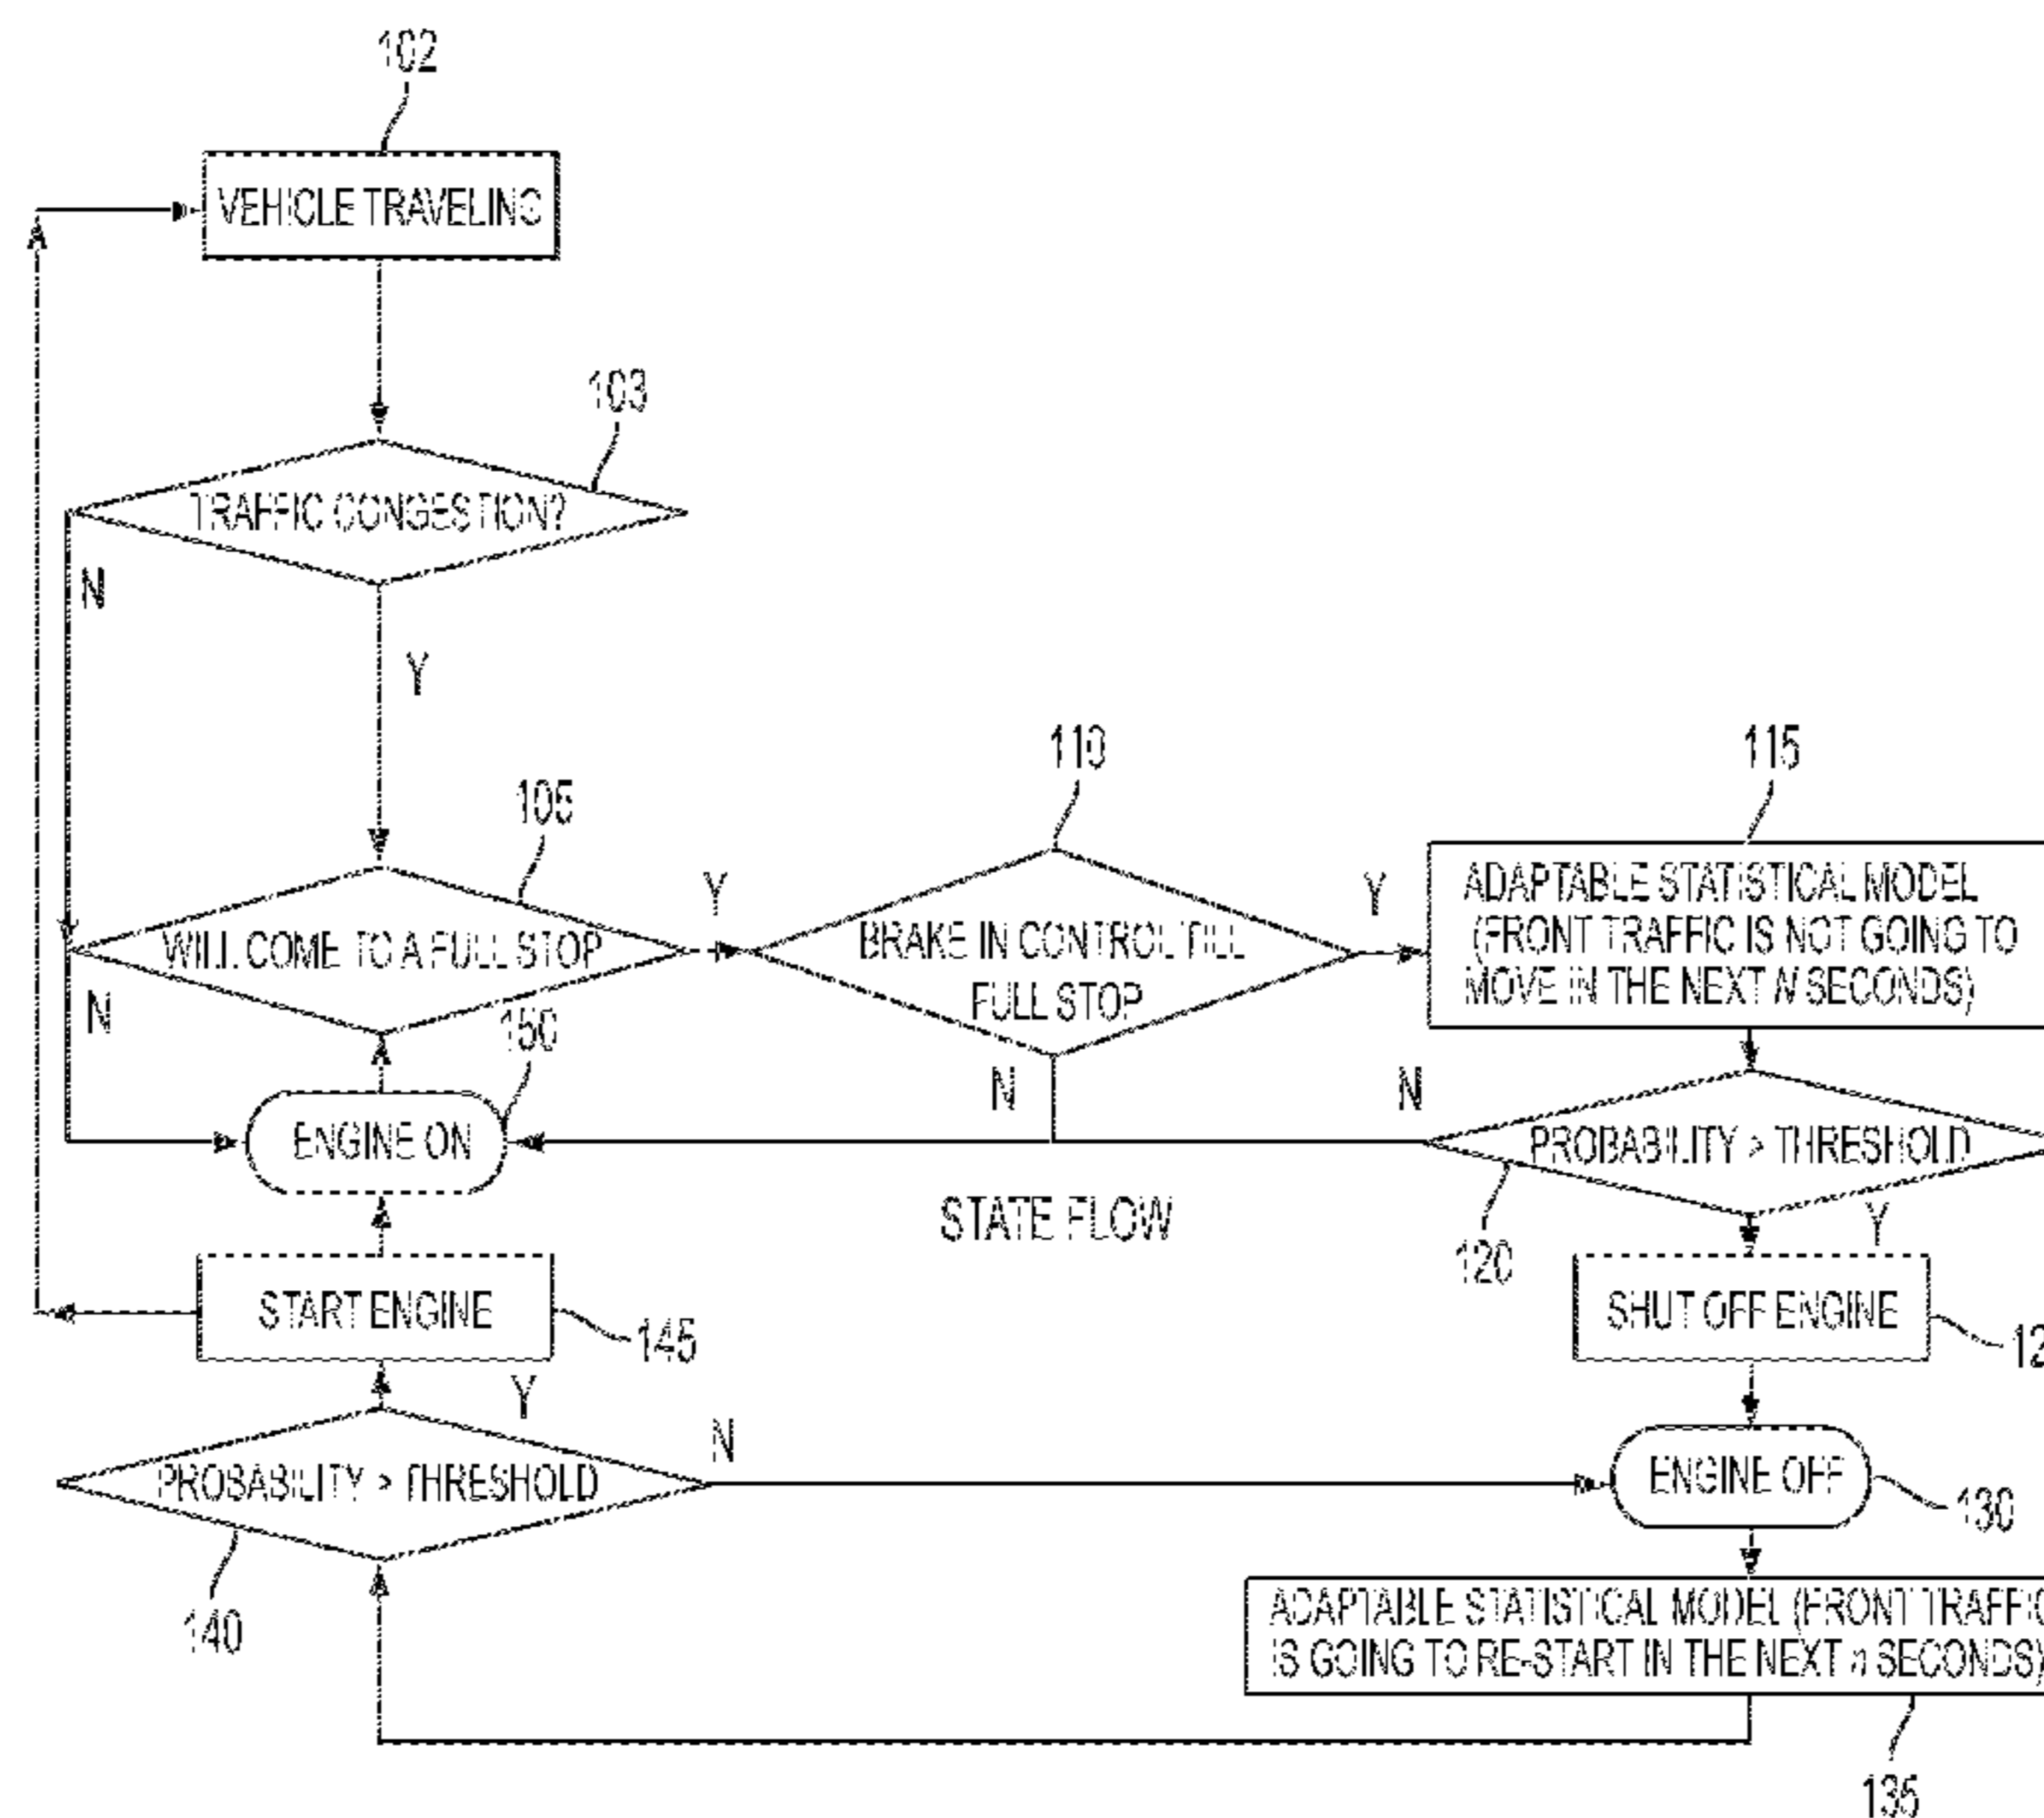 102
VEHICLE TRAVELING
103
TRAFFIC CONGESTION?
N
Y
105
WILL COME TO A FULL STOP
Y
110
BRAKE IN CONTROL TILL
FULL STOP
Y
115
ADAPTABLE STATISTICAL MODEL
(FRONT TRAFFIC IS NOT GOING TO
MOVE IN THE NEXT N SECONDS)
N
150
ENGINE ON
N
N
PROBABILITY > THRESHOLD
STATE FLOW
120
Y
START ENGINE
145
SHUT OFF ENGINE
12
Y
N
PROBABILITY > THRESHOLD
140
ENGINE OFF
130
ADAPTABLE STATISTICAL MODEL (FRONT TRAFFIC
IS GOING TO RE-START IN THE NEXT n SECONDS)
135